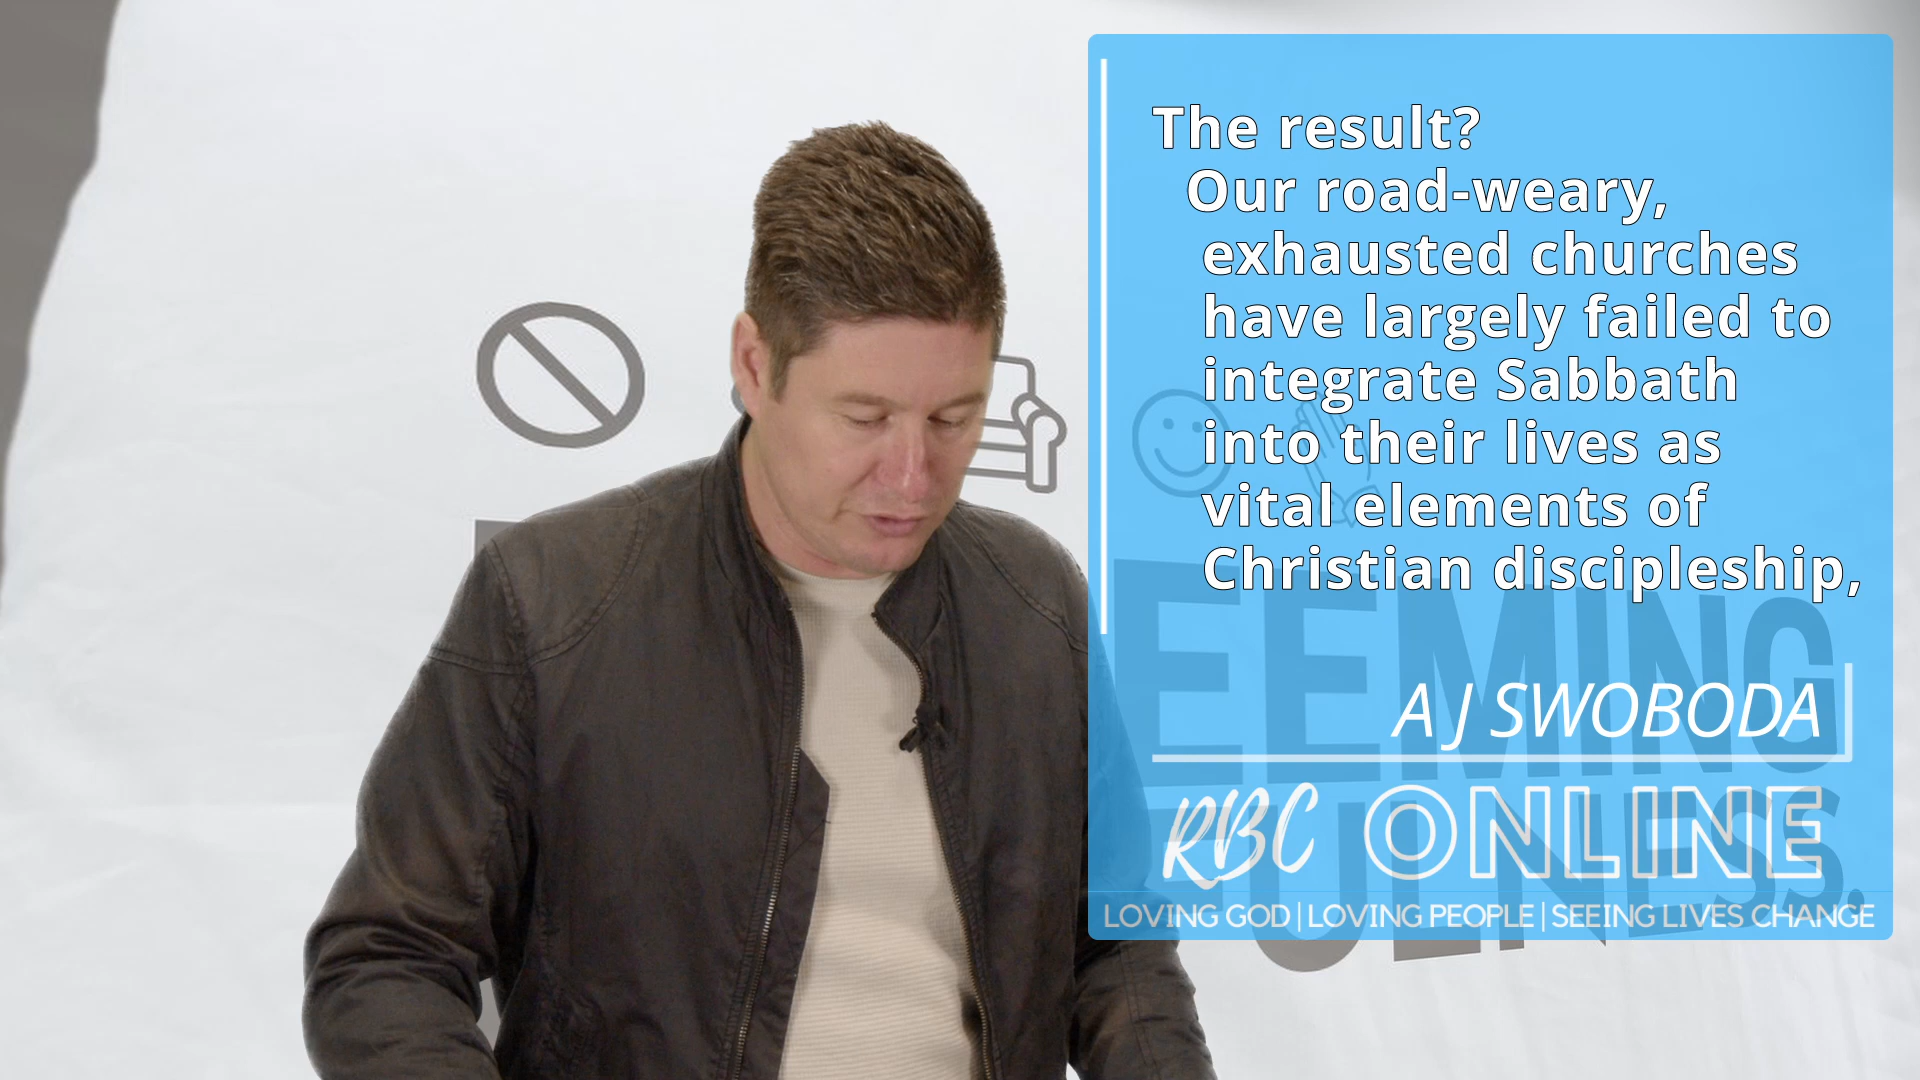 The result?
Our road-weary,
exhausted churches
have largely failed to
integrate Sabbath
into their lives as
vital elements of
Christian discipleship,
A J SWOBODA
RBC ONLINE
LOVING GOD|LOVING PEOPLE|SEEING LIVES CHANGE